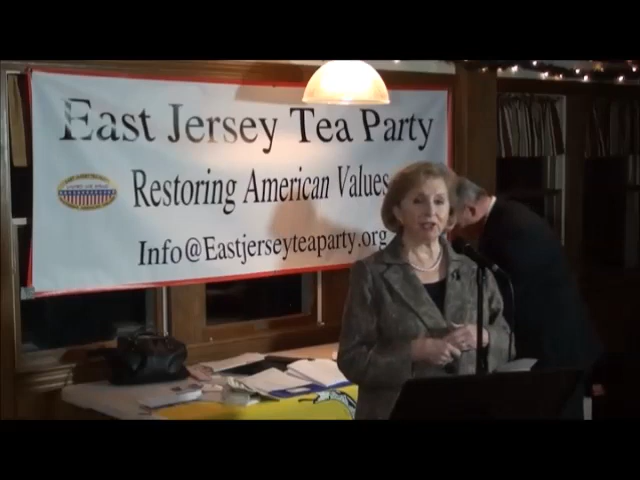 East Jersey Tea Party
Restoring American Values
Info@Eastjerseyteaparty.org